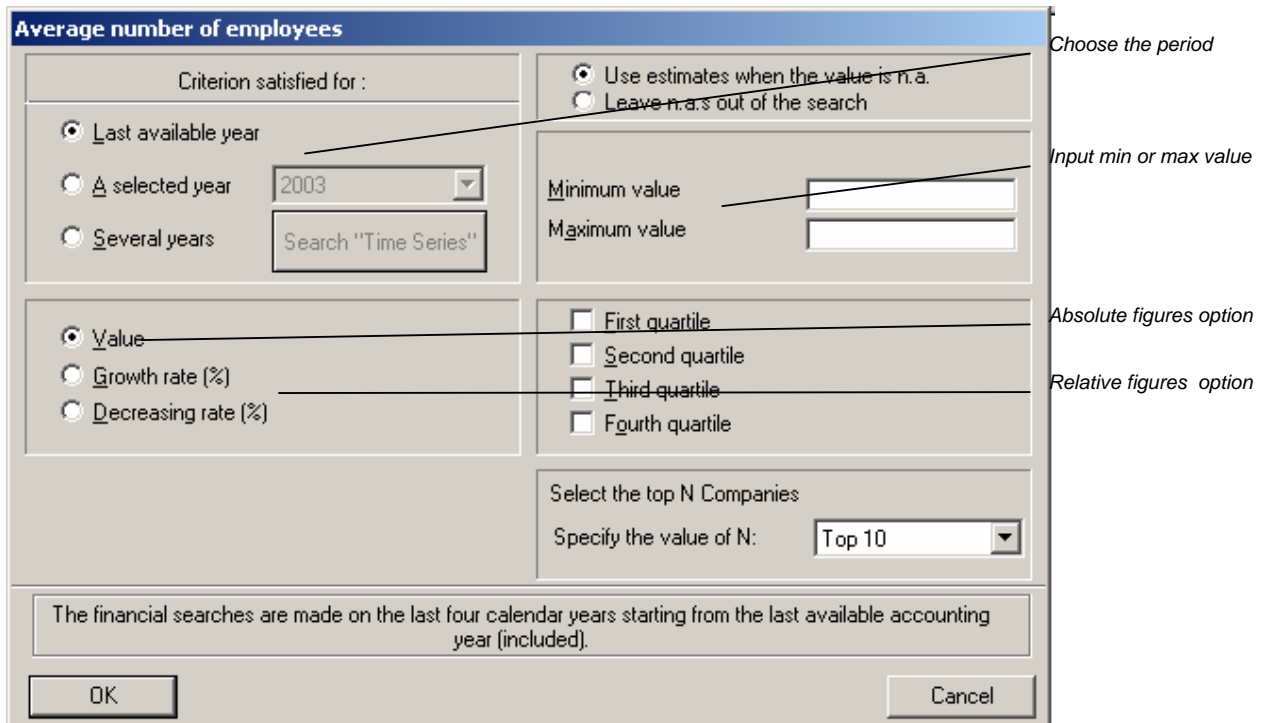 Average number of employees
Choose the period
Criterion satisfied for :
Use estimates when the value is n.a.
Leave n.a.s out of the search
Last available year
A selected year
2003
Several years
Search "Time Series"
Input min or max value
Minimum value
Maximum value
Value
Growth rate (%)
Decreasing rate (%)
First quartile
Second quartile
Third quartile
Fourth quartile
Absolute figures option
Relative figures option
Select the top N Companies
Specify the value of N:
Top 10
The financial searches are made on the last four calendar years starting from the last available accounting
year (included).
OK
Cancel